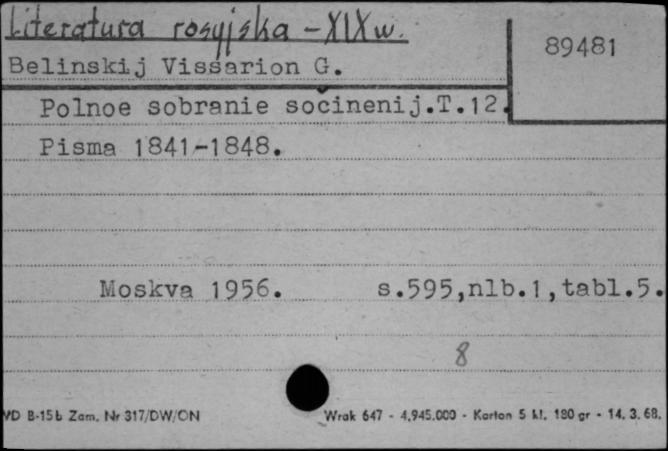 Literatura rosyjska - XIX w.
89481
Belinskij Vissarion G.
Polnoe sobranie sočinenij.T.12.
Pisma 1841-1848.
Moskva 1956. s.595,nlb.1,tabl.5.
8
WD B-15b Zam. Nr 317/DW/ON Wrak 647 - 4,945.000 - Karton 5 kl. 180 gr - 14. 3. 68.